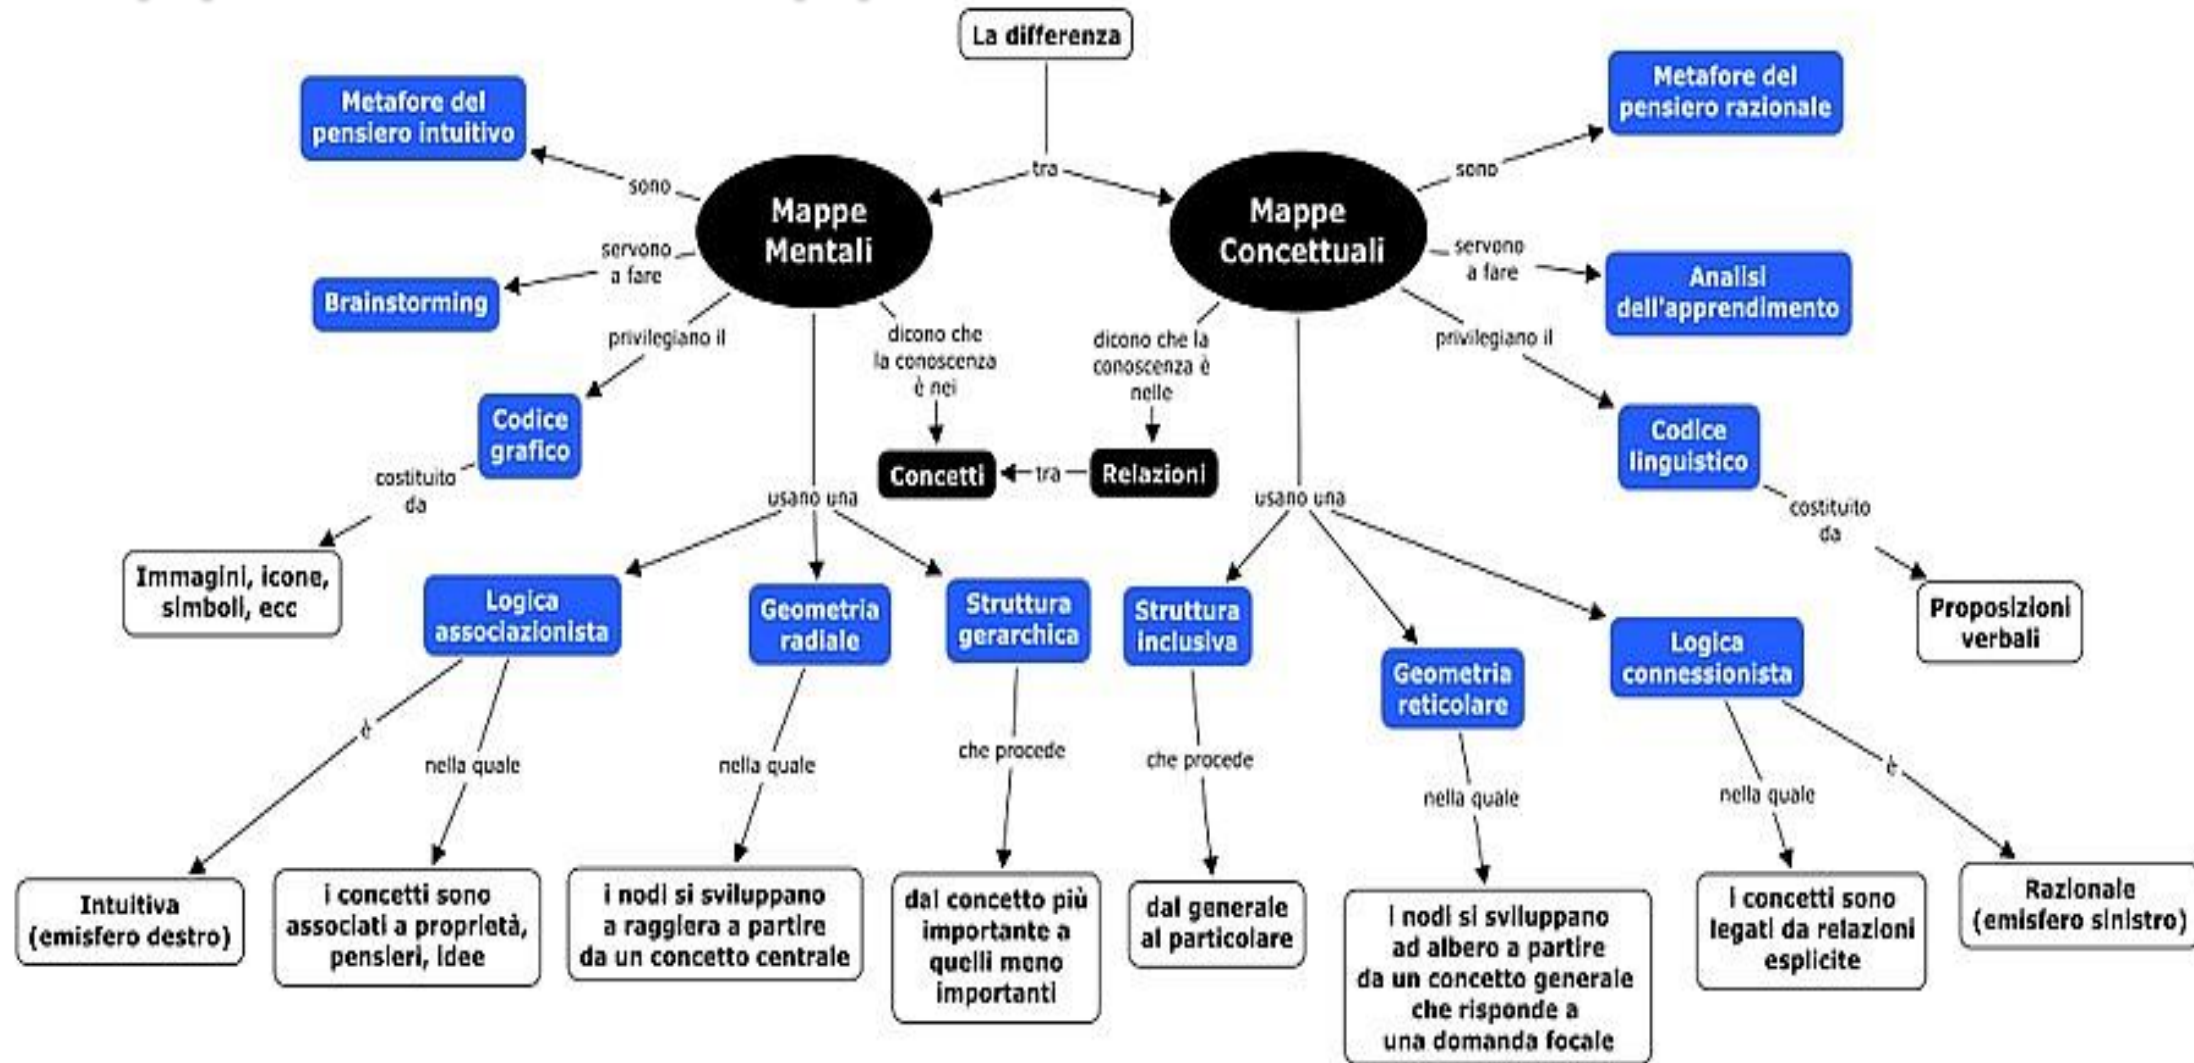 La differenza
tra
Metafore del
pensiero intuitivo
sono
Mappe
Mentali
servono
a fare
Brainstorming
privilegiano il
Codice
grafico
costituito
da
Immagini, icone,
simboli, ecc
dicono che
la conoscenza
è nei
Concetti
tra
Relazioni
usano una
Logica
associazionista
Geometria
radiale
Struttura
gerarchica
è
nella quale
nella quale
che procede
Intuitiva
(emisfero destro)
i concetti sono
associati a proprietà,
pensieri, idee
i nodi si sviluppano
a raggiera a partire
da un concetto centrale
dal concetto più
importante a
quelli meno
importanti
Metafore del
pensiero razionale
sono
Mappe
Concettuali
servono
a fare
Analisi
dell'apprendimento
privilegiano il
Codice
linguistico
costituito
da
Proposizioni
verbali
dicono che la
conoscenza è
nelle
usano una
Struttura
inclusiva
Geometria
reticolare
Logica
connessionista
che procede
nella quale
nella quale
è
dal generale
al particolare
i nodi si sviluppano
ad albero a partire
da un concetto generale
che risponde a
una domanda focale
i concetti sono
legati da relazioni
esplicite
Razionale
(emisfero sinistro)